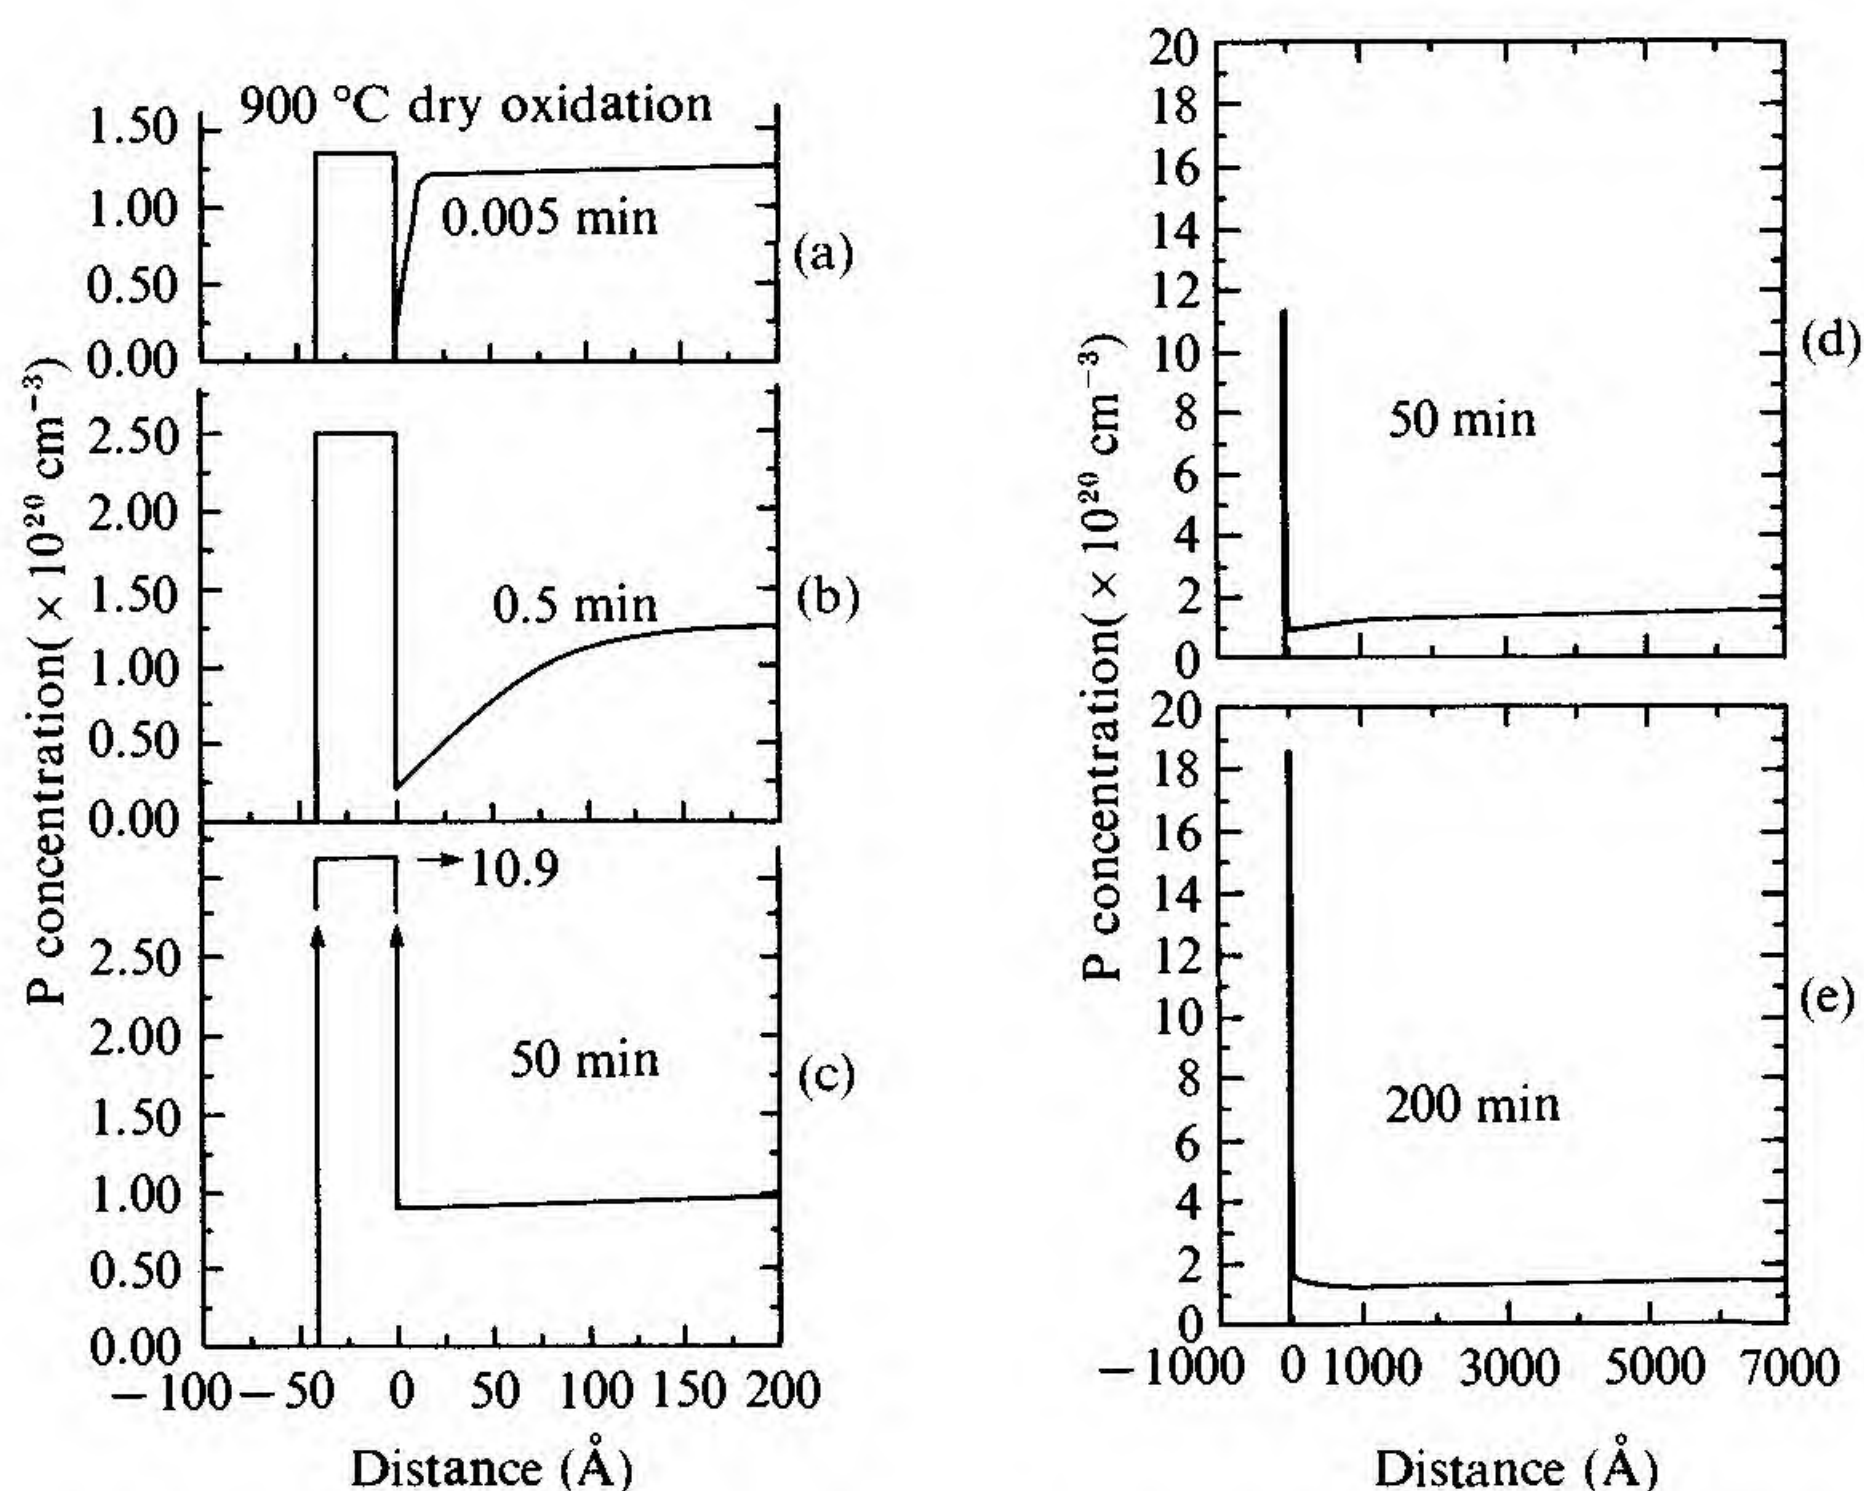 900 °C dry oxidation
1.50
1.00
0.50
0.00
0.005 min
(a)
2.50
2.00
1.50
1.00
0.50
0.00
0.5 min
(b)
→10.9
2.50
2.00
1.50
1.00
0.50
0.00
50 min
(c)
−100 −50 0 50 100 150 200
Distance (Å)
P concentration( × 10²⁰ cm⁻³)
20
18
16
14
12
10
8
6
4
2
0
50 min
(d)
20
18
16
14
12
10
8
6
4
2
0
200 min
(e)
−1000 0 1000 3000 5000 7000
Distance (Å)
P concentration( × 10²⁰ cm⁻³)